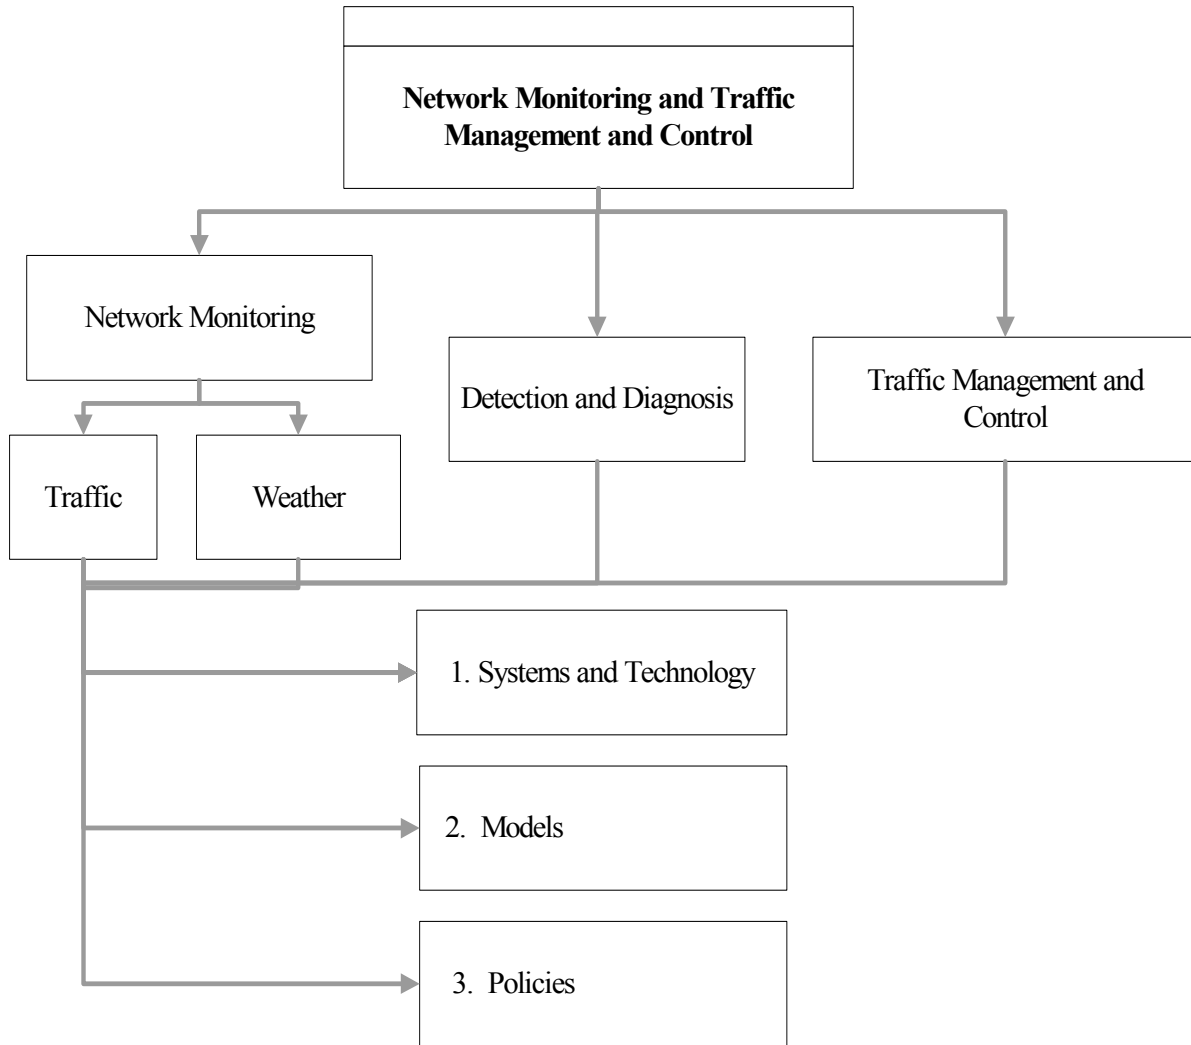 Network Monitoring and Traffic
Management and Control
Network Monitoring
Detection and Diagnosis
Traffic Management and
Control
Traffic
Weather
1. Systems and Technology
2. Models
3. Policies